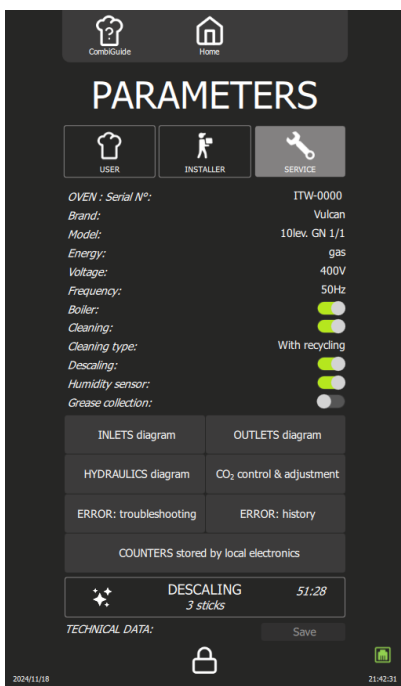 CombiGuide
Home
PARAMETERS
USER
INSTALLER
SERVICE
OVEN : Serial N°: ITW-0000
Brand: Vulcan
Model: 10lev. GN 1/1
Energy: gas
Voltage: 400V
Frequency: 50Hz
Boiler:
Cleaning:
Cleaning type: With recycling
Descaling:
Humidity sensor:
Grease collection:
INLETS diagram
OUTLETS diagram
HYDRAULICS diagram
CO₂ control & adjustment
ERROR: troubleshooting
ERROR: history
COUNTERS stored by local electronics
DESCALING 51:28
3 sticks
TECHNICAL DATA: Save
2024/11/18
21:42:31